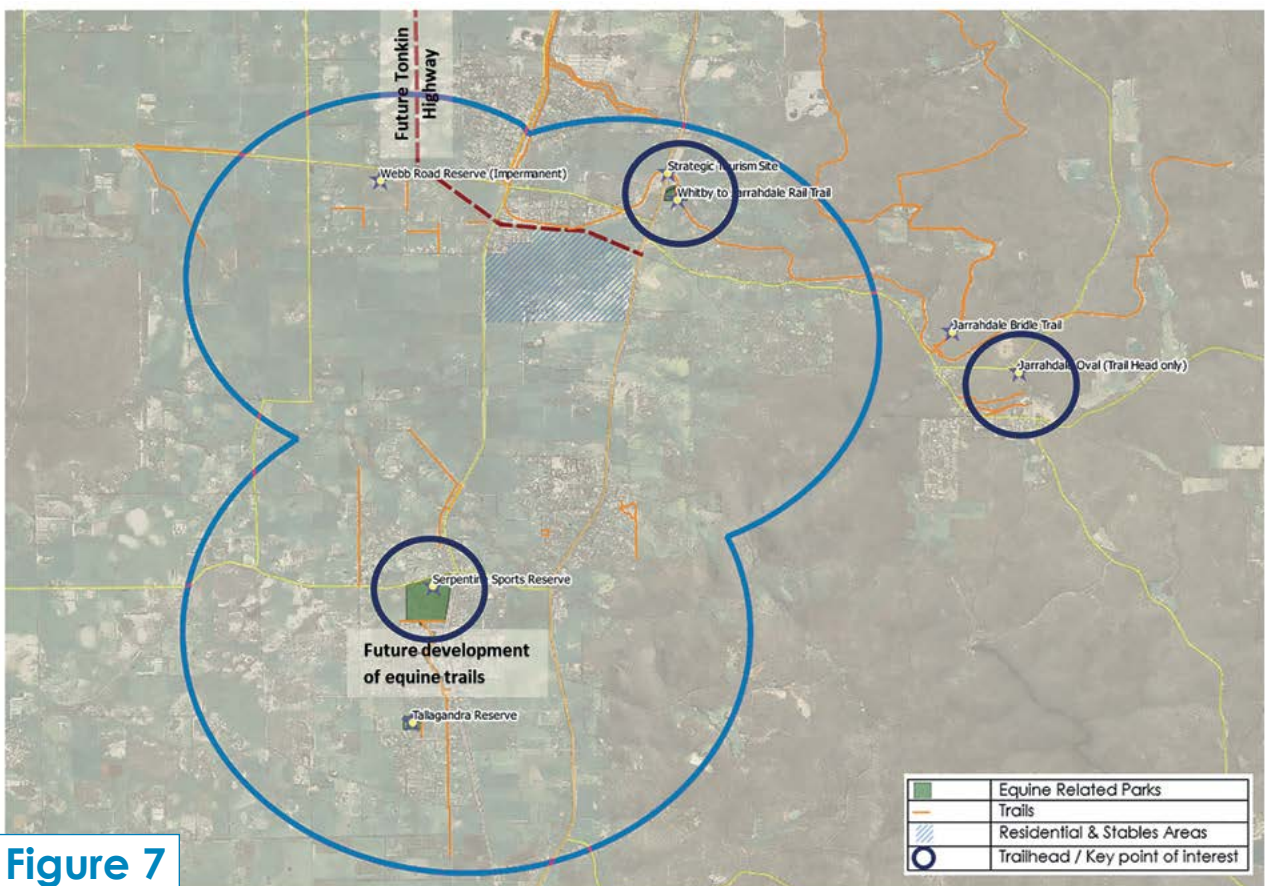 Future Tonkin
Highway
Webb Road Reserve (Impermanent)
Strategic Tourism Site
Whitby to Jarrahdale Rail Trail
Jarrahdale Bridle Trail
Jarrahdale Oval (Trail Head only)
Serpentine Sports Reserve
Future development
of equine trails
Tallagandra Reserve
Equine Related Parks
Trails
Residential & Stables Areas
Trailhead / Key point of interest
Figure 7